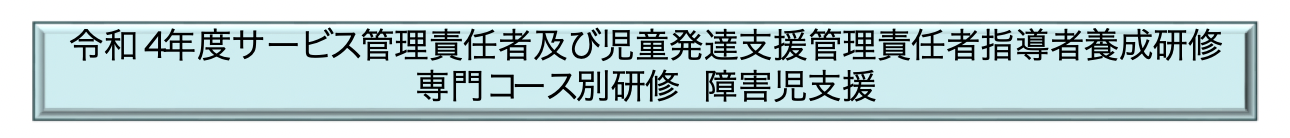 令和4年度サービス管理責任者及び児童発達支援管理責任者指導者養成研修
専門コース別研修　障害児支援